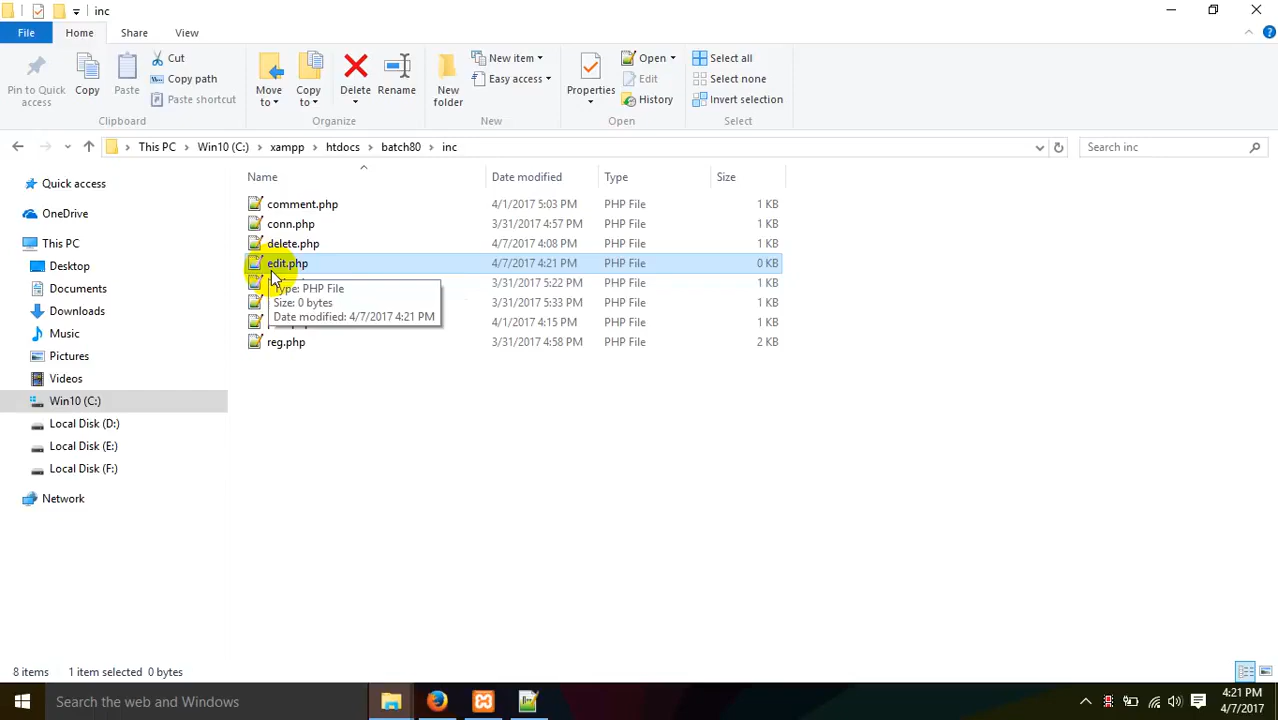 inc
File Home Share View
Pin to Quick access
Copy
Paste
Cut
Copy path
Paste shortcut
Clipboard
Move to
Copy to
Delete
Rename
Organize
New folder
New item
Easy access
New
Properties
Open
Edit
History
Open
Select all
Select none
Invert selection
Select
This PC Win10 (C:) xampp htdocs batch80 inc
Search inc
Name Date modified Type Size
Quick access
OneDrive
This PC
Desktop
Documents
Downloads
Music
Pictures
Videos
Win10 (C:)
Local Disk (D:)
Local Disk (E:)
Local Disk (F:)
Network
comment.php 4/1/2017 5:03 PM PHP File 1 KB
conn.php 3/31/2017 4:57 PM PHP File 1 KB
delete.php 4/7/2017 4:08 PM PHP File 1 KB
edit.php 4/7/2017 4:21 PM PHP File 0 KB
3/31/2017 5:22 PM PHP File 1 KB
3/31/2017 5:33 PM PHP File 1 KB
4/1/2017 4:15 PM PHP File 1 KB
reg.php 3/31/2017 4:58 PM PHP File 2 KB
Type: PHP File
Size: 0 bytes
Date modified: 4/7/2017 4:21 PM
8 items 1 item selected 0 bytes
Search the web and Windows
4:21 PM
4/7/2017